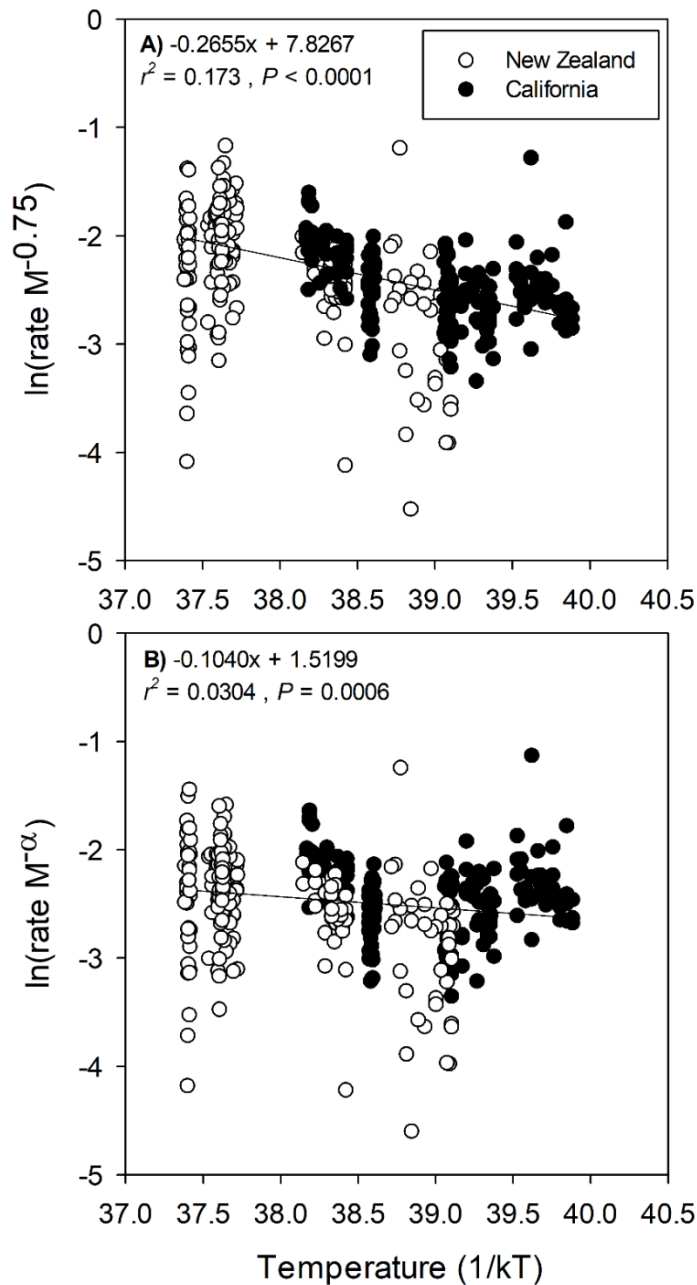 A) -0.2655x + 7.8267
r² = 0.173 , P < 0.0001
New Zealand
California
0
-1
-2
-3
-4
-5
ln(rate M-0.75)
37.0 37.5 38.0 38.5 39.0 39.5 40.0 40.5
B) -0.1040x + 1.5199
r² = 0.0304 , P = 0.0006
0
-1
-2
-3
-4
-5
ln(rate M-α)
37.0 37.5 38.0 38.5 39.0 39.5 40.0 40.5
Temperature (1/kT)